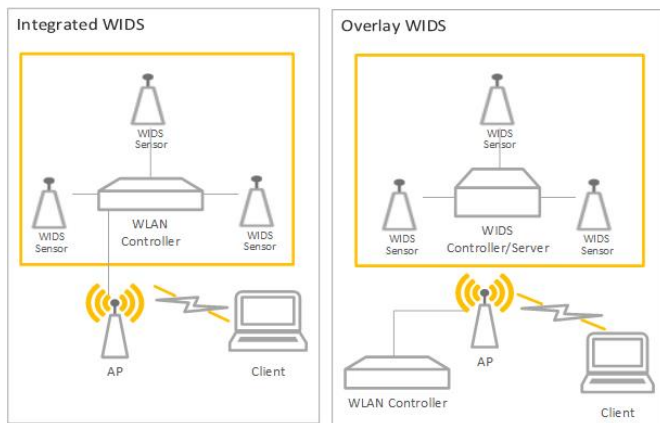 Integrated WIDS
WIDS
Sensor
WIDS
Sensor
WLAN
Controller
WIDS
Sensor
AP
Client
Overlay WIDS
WIDS
Sensor
WIDS
Sensor
WIDS
Controller/Server
WIDS
Sensor
AP
WLAN Controller
Client